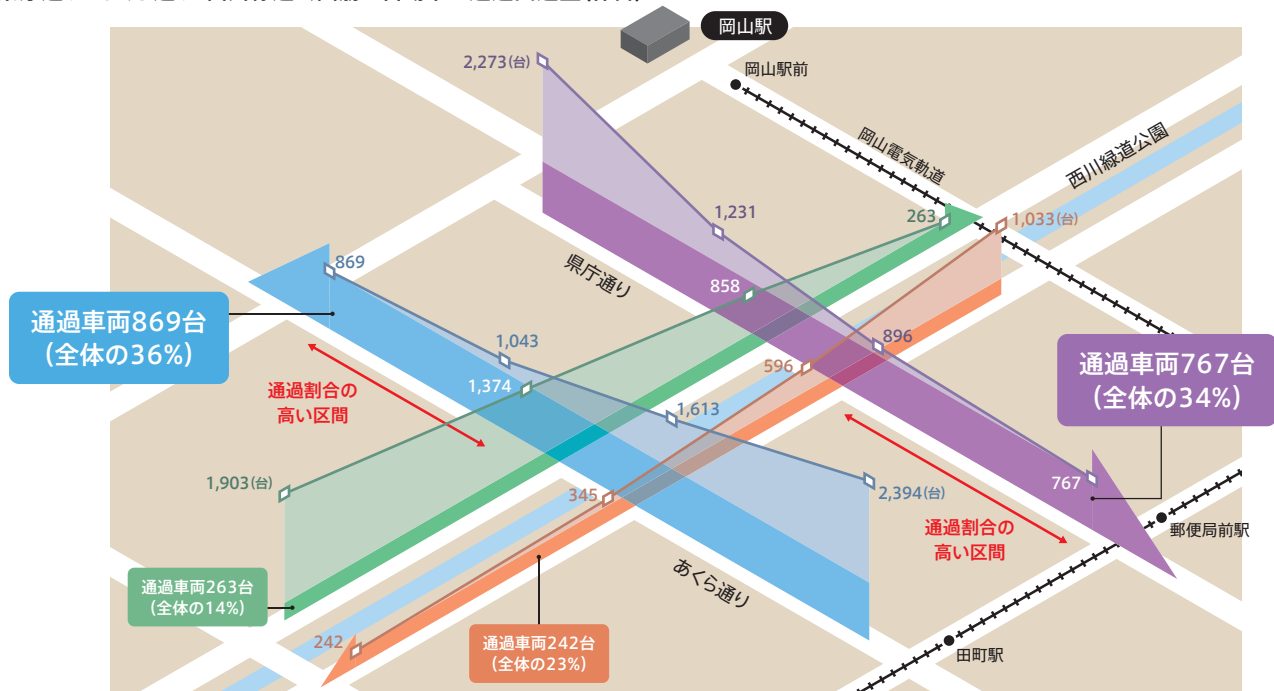 岡山駅
2,273(台)
岡山駅前
岡山電気軌道
西川緑道公園
1,231
263
1,033(台)
869
県庁通り
858
通過車両869台
(全体の36%)
1,043
896
1,374
596
通過車両767台
(全体の34%)
通過割合の
高い区間
1,613
1,903(台)
345
2,394(台)
767
通過割合の
高い区間
郵便局前駅
あくら通り
通過車両263台
(全体の14%)
242
通過車両242台
(全体の23%)
田町駅